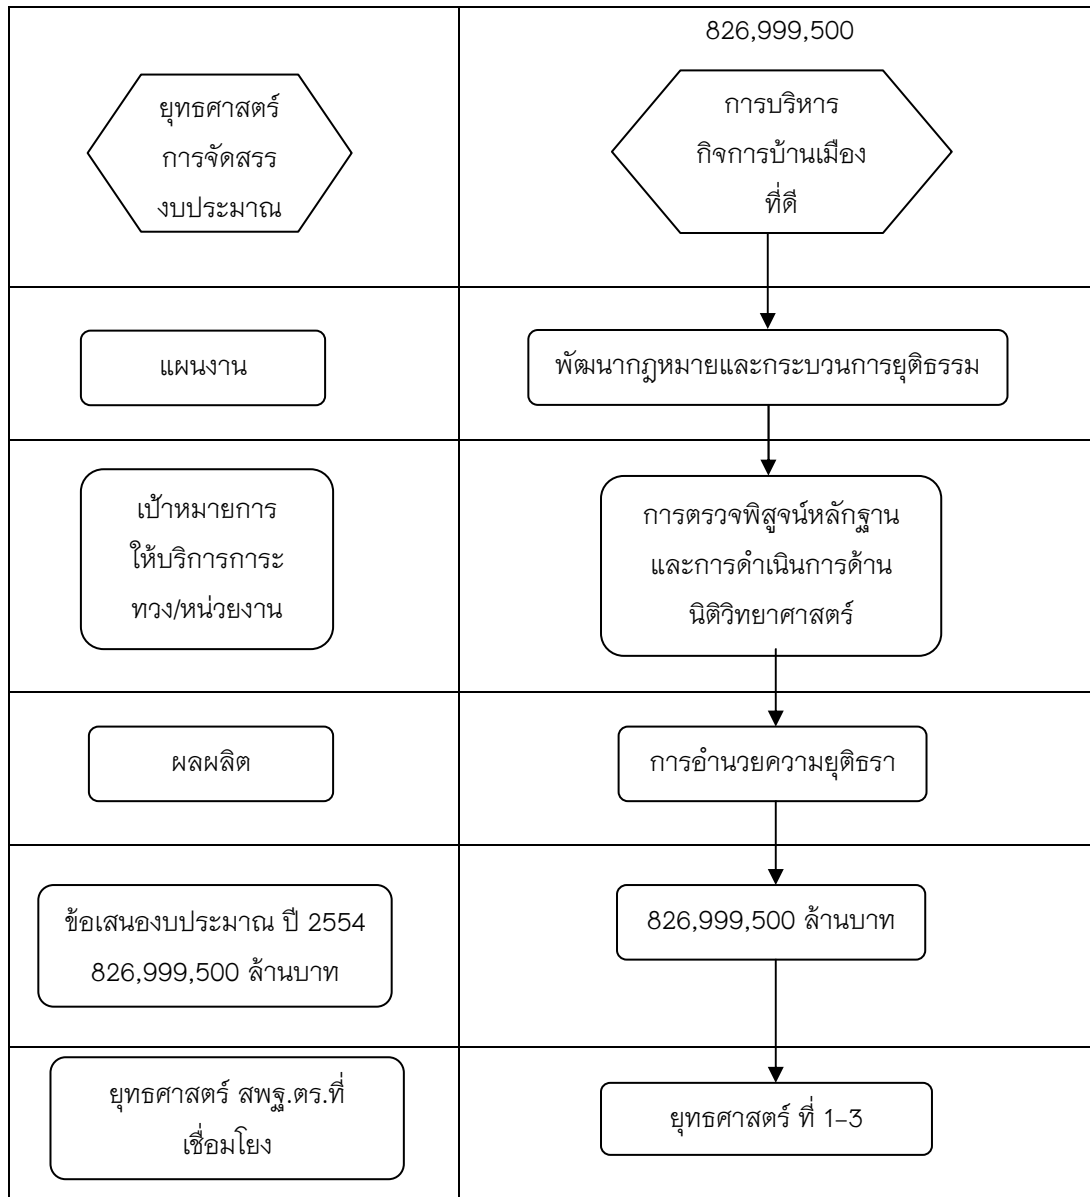 826,999,500
ยุทธศาสตร์
การจัดสรร
งบประมาณ
การบริหาร
กิจการบ้านเมือง
ที่ดี
แผนงาน
พัฒนากฎหมายและกระบวนการยุติธรรม
เป้าหมายการ
ให้บริการการะ
ทวง/หน่วยงาน
การตรวจพิสูจน์หลักฐาน
และการดำเนินการด้าน
นิติวิทยาศาสตร์
ผลผลิต
การอำนวยความยุติธรา
ข้อเสนองบประมาณ ปี 2554
826,999,500 ล้านบาท
826,999,500 ล้านบาท
ยุทธศาสตร์ สพฐ.ตร.ที่
เชื่อมโยง
ยุทธศาสตร์ ที่ 1-3